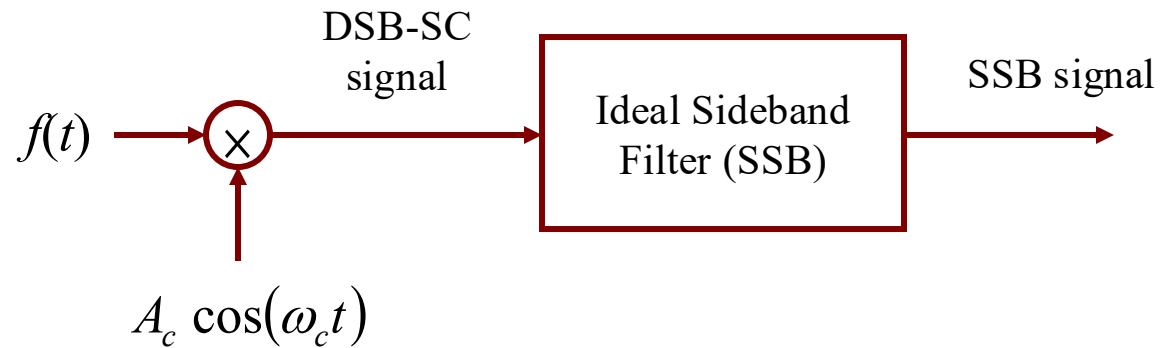 DSB-SC
signal
SSB signal
Ideal Sideband
Filter (SSB)
f(t)
×
A_c cos(ω_c t)